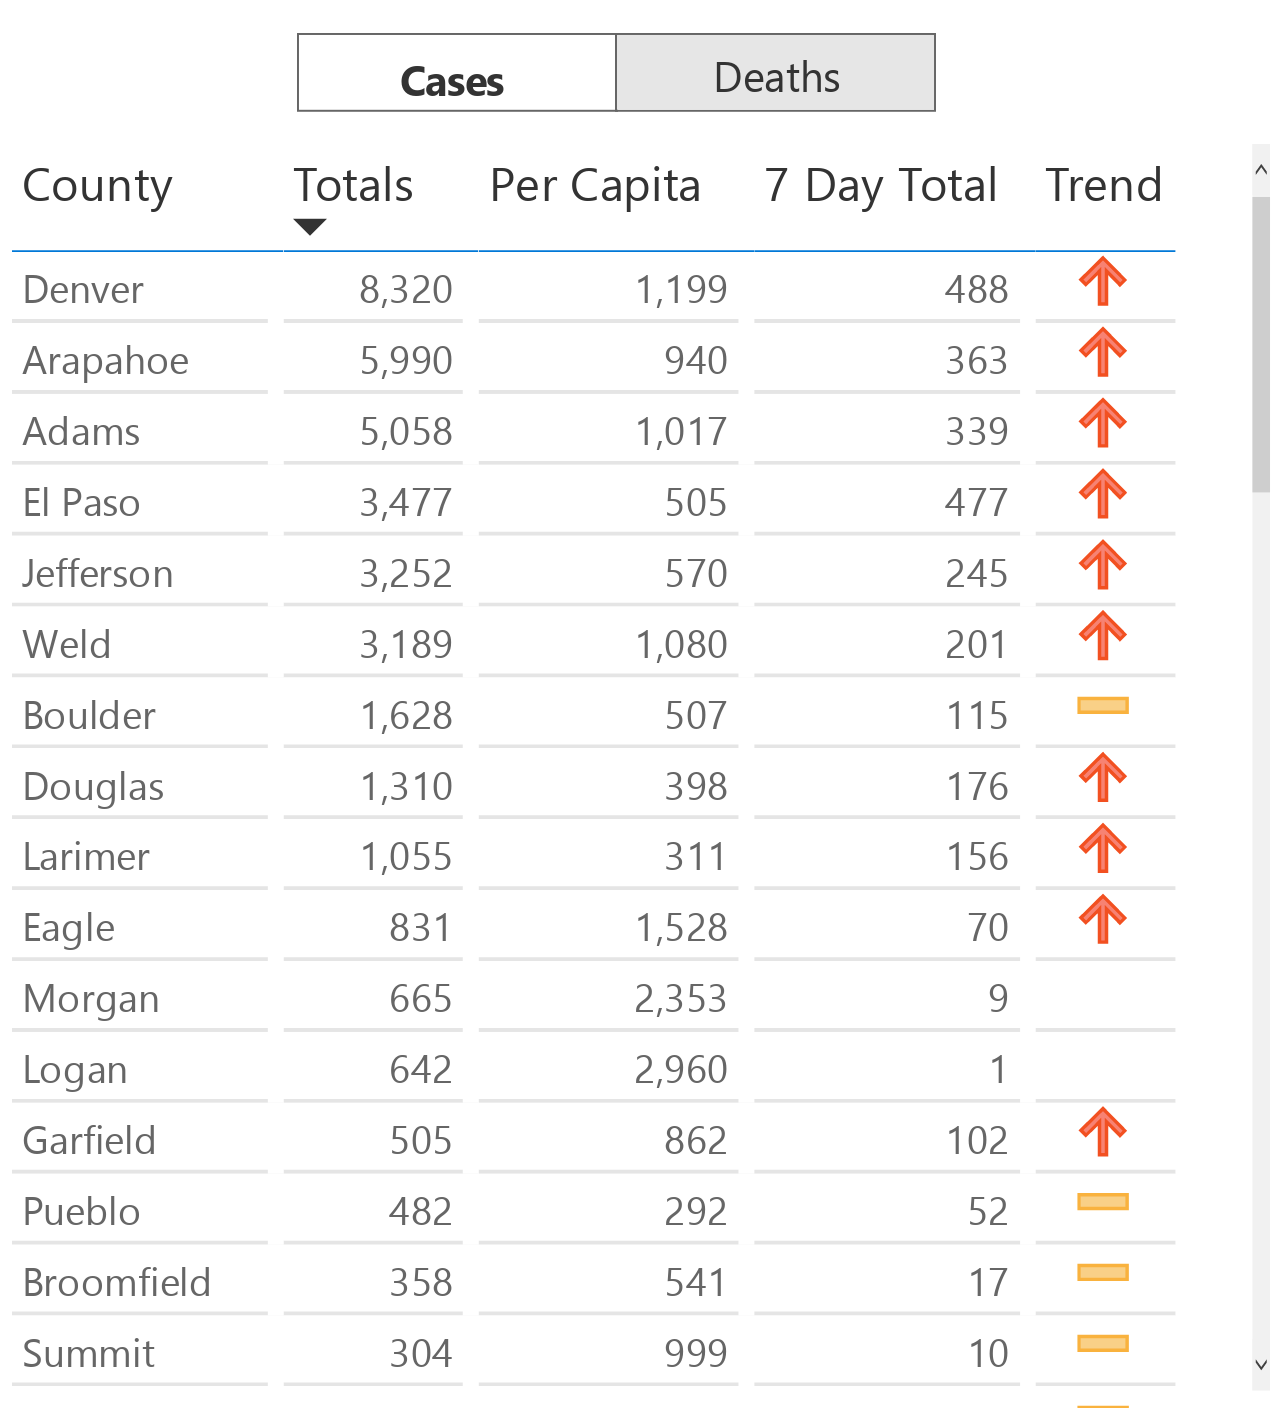 Cases Deaths
County Totals Per Capita 7 Day Total Trend
Denver 8,320 1,199 488
Arapahoe 5,990 940 363
Adams 5,058 1,017 339
El Paso 3,477 505 477
Jefferson 3,252 570 245
Weld 3,189 1,080 201
Boulder 1,628 507 115
Douglas 1,310 398 176
Larimer 1,055 311 156
Eagle 831 1,528 70
Morgan 665 2,353 9
Logan 642 2,960 1
Garfield 505 862 102
Pueblo 482 292 52
Broomfield 358 541 17
Summit 304 999 10